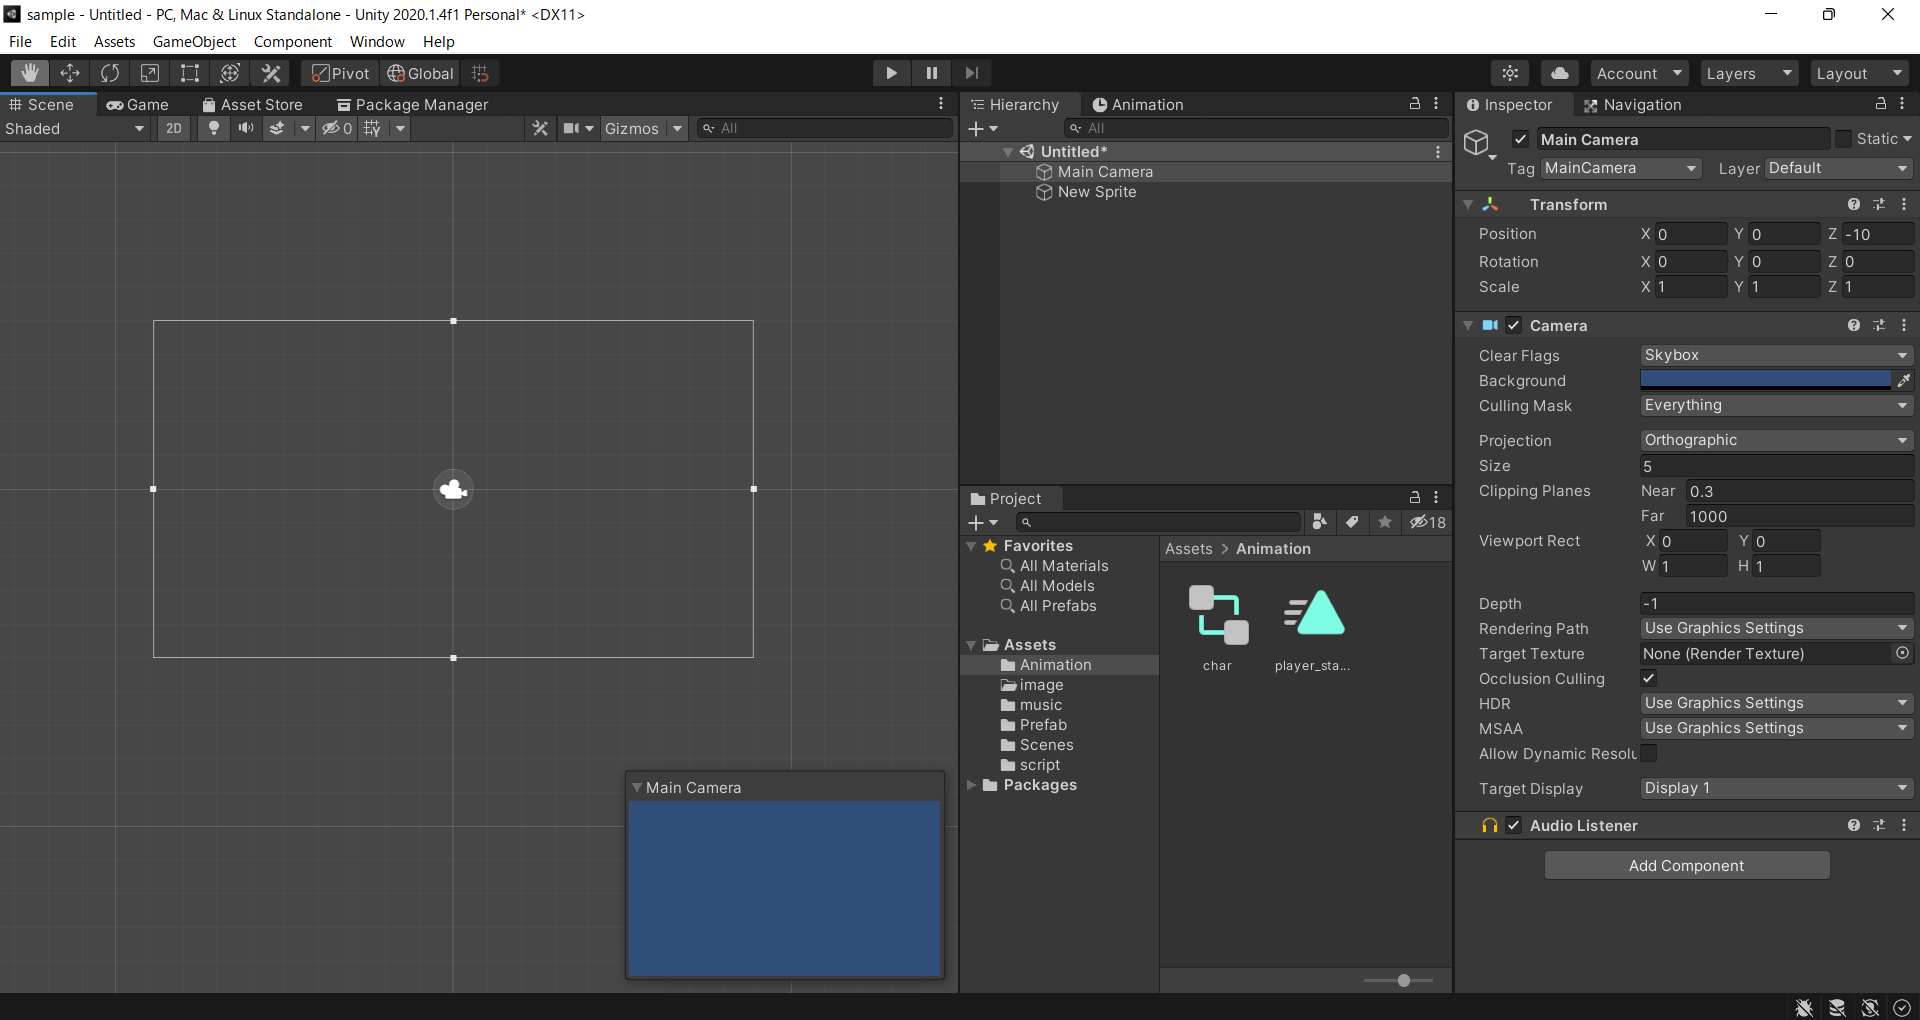 sample - Untitled - PC, Mac & Linux Standalone - Unity 2020.1.4f1 Personal* <DX11>
File Edit Assets GameObject Component Window Help
Pivot Global Account Layers Layout
Scene Game Asset Store Package Manager
Shaded 2D 0 Gizmos All
Main Camera
Hierarchy Animation
All
Untitled*
Main Camera
New Sprite
Project
18
Favorites
All Materials
All Models
All Prefabs
Assets
Animation
image
music
Prefab
Scenes
script
Packages
Assets > Animation
char player_sta...
Inspector Navigation
Main Camera Static
Tag MainCamera Layer Default
Transform
Position X 0 Y 0 Z -10
Rotation X 0 Y 0 Z 0
Scale X 1 Y 1 Z 1
Camera
Clear Flags Skybox
Background
Culling Mask Everything
Projection Orthographic
Size 5
Clipping Planes Near 0.3
Far 1000
Viewport Rect X 0 Y 0
W 1 H 1
Depth -1
Rendering Path Use Graphics Settings
Target Texture None (Render Texture)
Occlusion Culling
HDR Use Graphics Settings
MSAA Use Graphics Settings
Allow Dynamic Resolu
Target Display Display 1
Audio Listener
Add Component